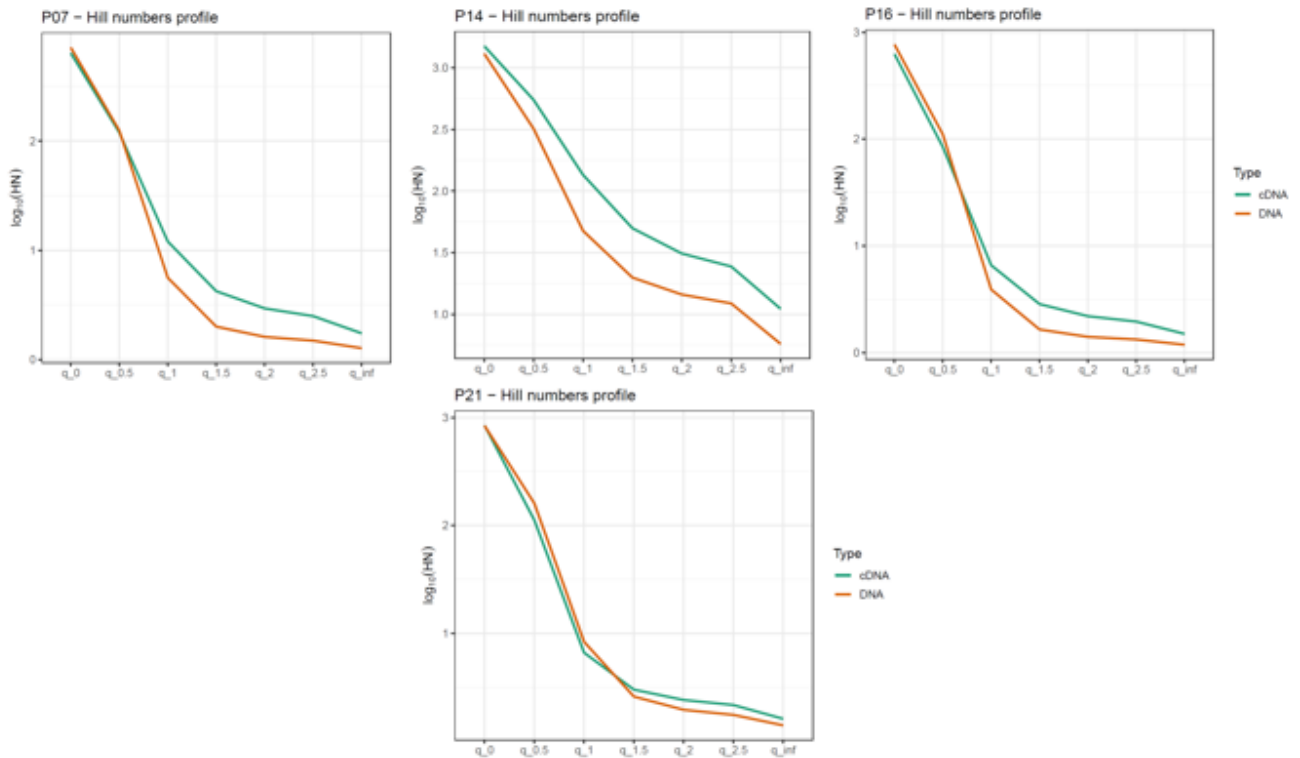 P07 − Hill numbers profile
log₁₀(HN)
2
1
0
q_0 q_0.5 q_1 q_1.5 q_2 q_2.5 q_inf
P14 − Hill numbers profile
log₁₀(HN)
3.0
2.5
2.0
1.5
1.0
q_0 q_0.5 q_1 q_1.5 q_2 q_2.5 q_inf
P16 − Hill numbers profile
log₁₀(HN)
3
2
1
0
q_0 q_0.5 q_1 q_1.5 q_2 q_2.5 q_inf
Type
cDNA
DNA
P21 − Hill numbers profile
log₁₀(HN)
3
2
1
q_0 q_0.5 q_1 q_1.5 q_2 q_2.5 q_inf
Type
cDNA
DNA